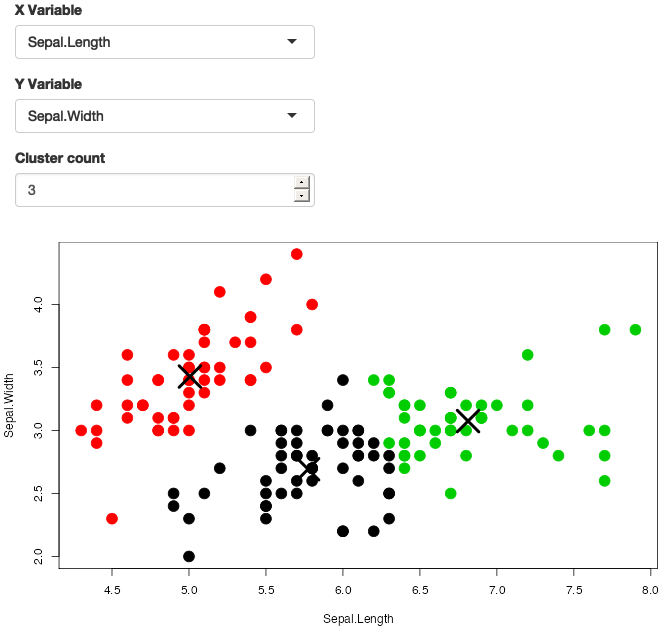 X Variable
Sepal.Length
Y Variable
Sepal.Width
Cluster count
3
4.0
3.5
3.0
2.5
2.0
Sepal.Width
4.5 5.0 5.5 6.0 6.5 7.0 7.5 8.0
Sepal.Length